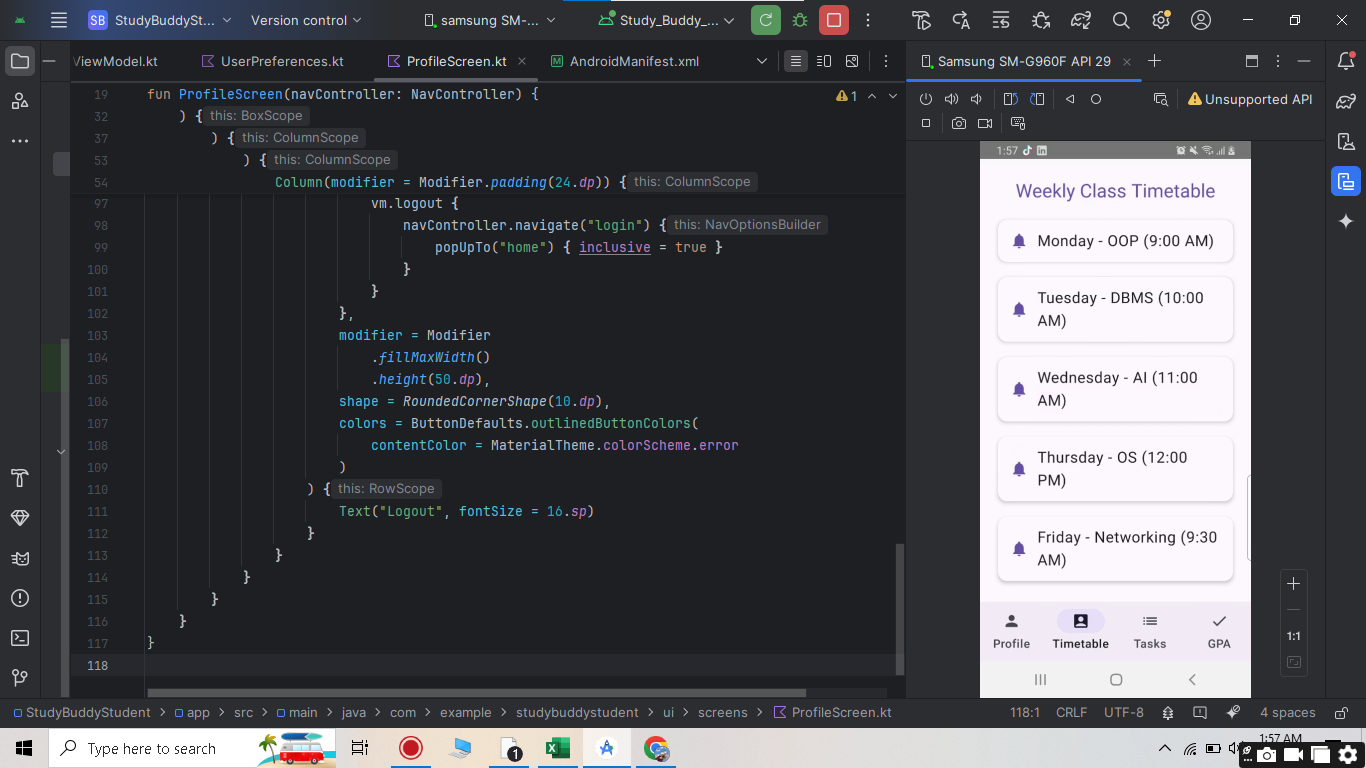 SB StudyBuddySt... Version control samsung SM-... Study_Buddy_...
ViewModel.kt UserPreferences.kt ProfileScreen.kt AndroidManifest.xml
Samsung SM-G960F API 29
Unsupported API
19 fun ProfileScreen(navController: NavController) {
1
32 ) { this: BoxScope
37 ) { this: ColumnScope
53 ) { this: ColumnScope
54 Column(modifier = Modifier.padding(24.dp)) { this: ColumnScope
97 vm.logout {
98 navController.navigate("login") { this: NavOptionsBuilder
99 popUpTo("home") { inclusive = true }
100 }
101 }
102 },
103 modifier = Modifier
104 .fillMaxWidth()
105 .height(50.dp),
106 shape = RoundedCornerShape(10.dp),
107 colors = ButtonDefaults.outlinedButtonColors(
108 contentColor = MaterialTheme.colorScheme.error
109 )
110 ) { this: RowScope
111 Text("Logout", fontSize = 16.sp)
112 }
113 }
114 }
115 }
116 }
117 }
118
1:57
Weekly Class Timetable
Monday - OOP (9:00 AM)
Tuesday - DBMS (10:00
AM)
Wednesday - AI (11:00
AM)
Thursday - OS (12:00
PM)
Friday - Networking (9:30
AM)
Profile Timetable Tasks GPA
1:1
StudyBuddyStudent > app > src > main > java > com > example > studybuddystudent > ui > screens > ProfileScreen.kt
118:1 CRLF UTF-8 4 spaces
Type here to search
1
1:57 AM